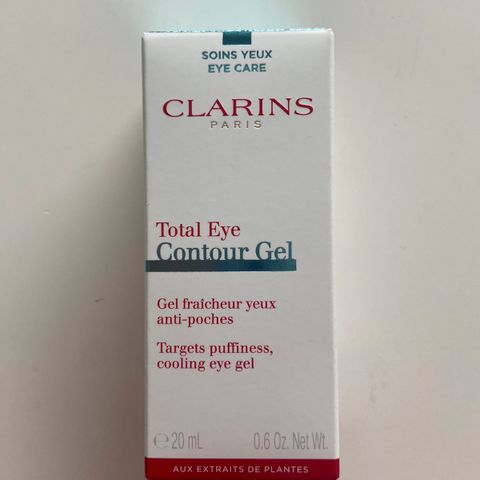 SOINS YEUX
EYE CARE
CLARINS
PARIS
Total Eye
Contour Gel
Gel fraîcheur yeux
anti-poches
Targets puffiness,
cooling eye gel
℮ 20 mL 0.6 Oz. Net Wt.
AUX EXTRAITS DE PLANTES